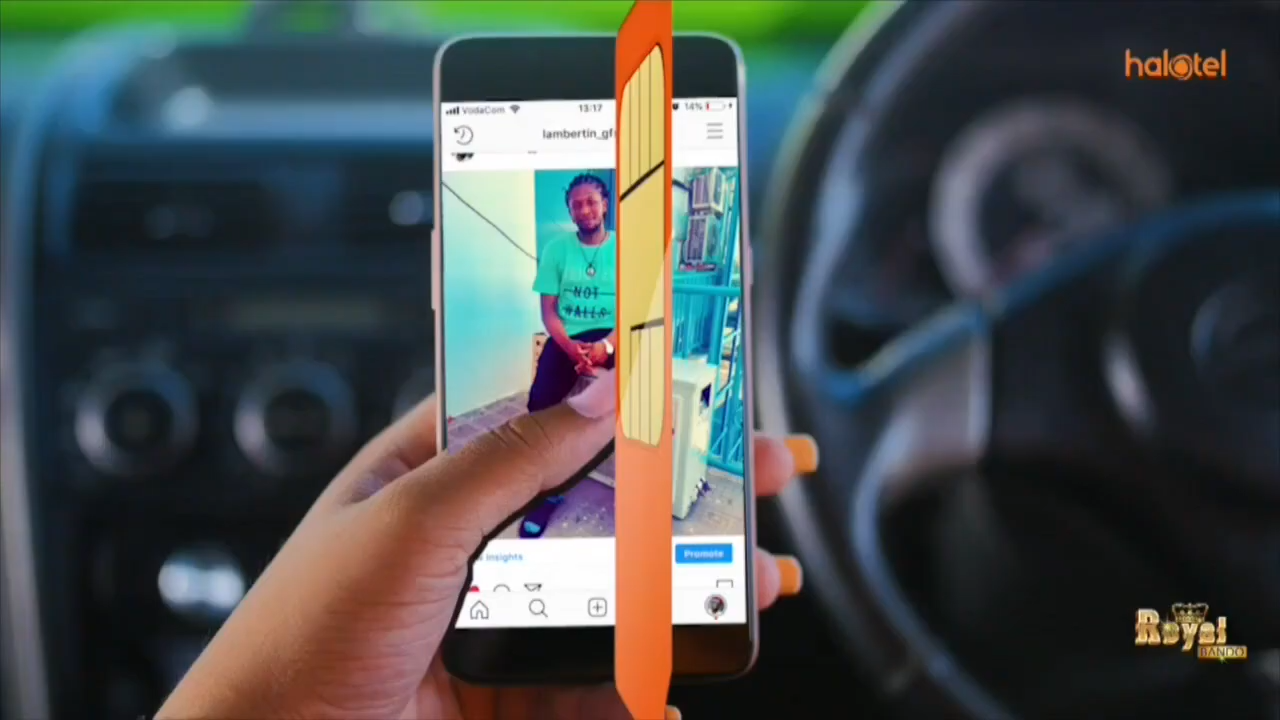 halotel
VodaCom
13:17
14%
lambertin_gf
NOT
Insights
Promote
Royal
BANDO